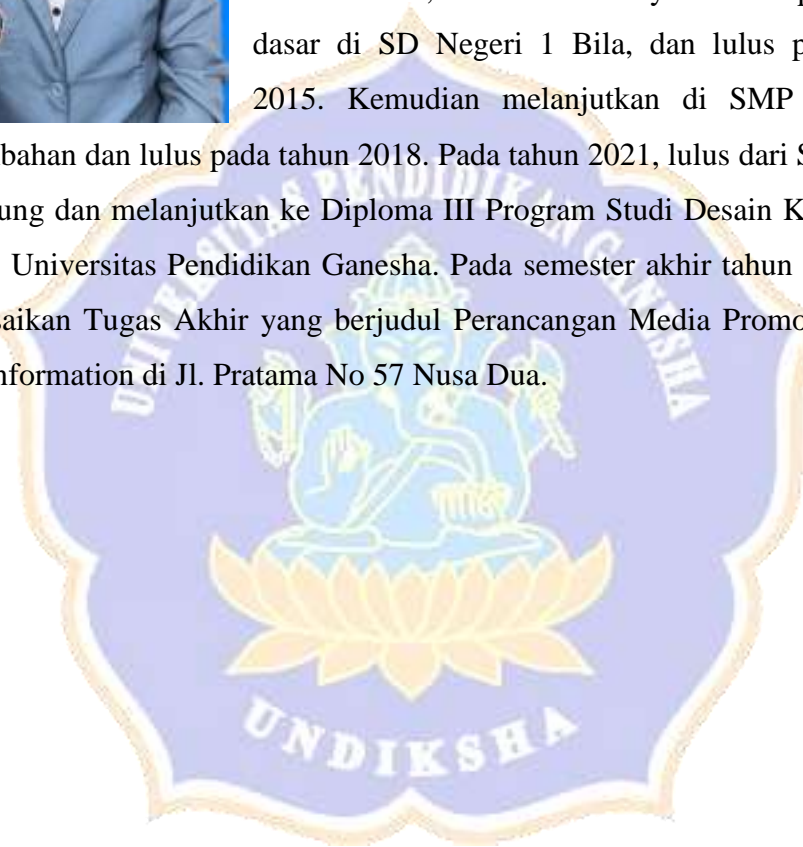 dasar di SD Negeri 1 Bila, dan lulus
2015. Kemudian melanjutkan di SMP
bahan dan lulus pada tahun 2018. Pada tahun 2021, lulus dari
ung dan melanjutkan ke Diploma III Program Studi Desain
Universitas Pendidikan Ganesha. Pada semester akhir tahun
saikan Tugas Akhir yang berjudul Perancangan Media Promo
nformation di Jl. Pratama No 57 Nusa Dua.
UNIVERSITAS PENDIDIKAN GANESHA
UNDIKSHA